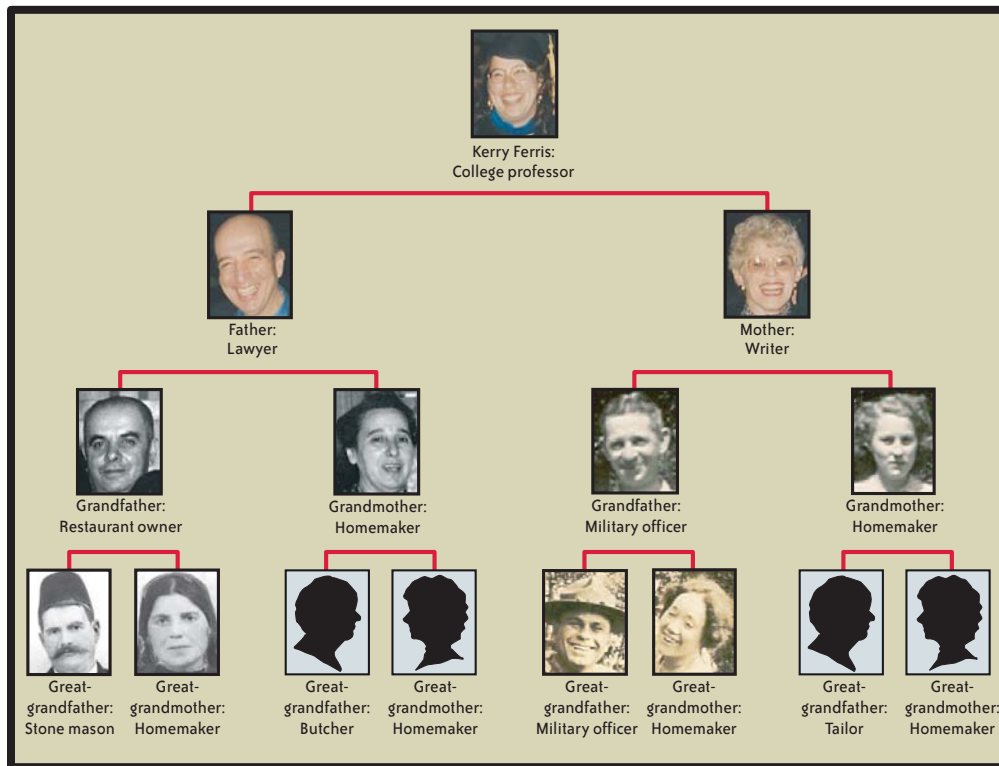 Kerry Ferris:
College professor
Father:
Lawyer
Mother:
Writer
Grandfather:
Restaurant owner
Grandmother:
Homemaker
Grandfather:
Military officer
Grandmother:
Homemaker
Great-
grandfather:
Stone mason
Great-
grandmother:
Homemaker
Great-
grandfather:
Butcher
Great-
grandmother:
Homemaker
Great-
grandfather:
Military officer
Great-
grandmother:
Homemaker
Great-
grandfather:
Tailor
Great-
grandmother:
Homemaker